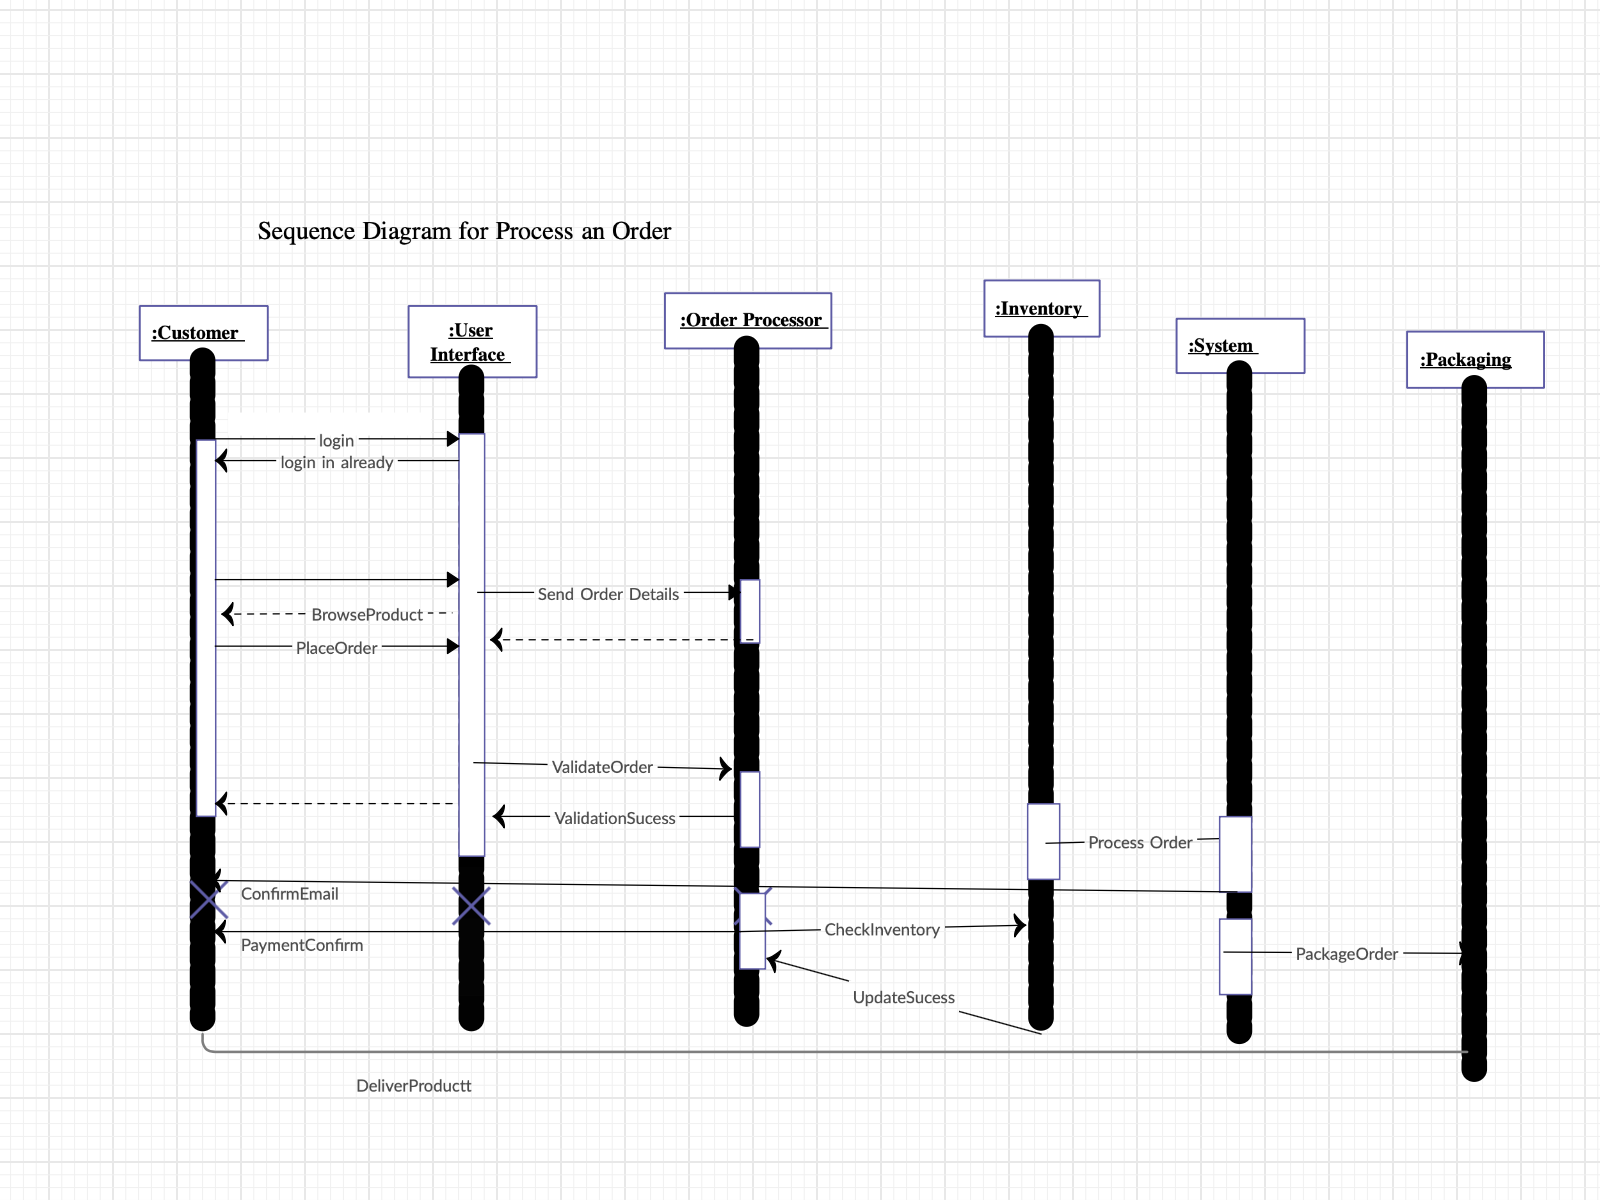 Sequence Diagram for Process an Order
:Customer
:User
Interface
:Order Processor
:Inventory
:System
:Packaging
login
login in already
Send Order Details
BrowseProduct
PlaceOrder
ValidateOrder
ValidationSucess
Process Order
ConfirmEmail
CheckInventory
PaymentConfirm
PackageOrder
UpdateSucess
DeliverProductt